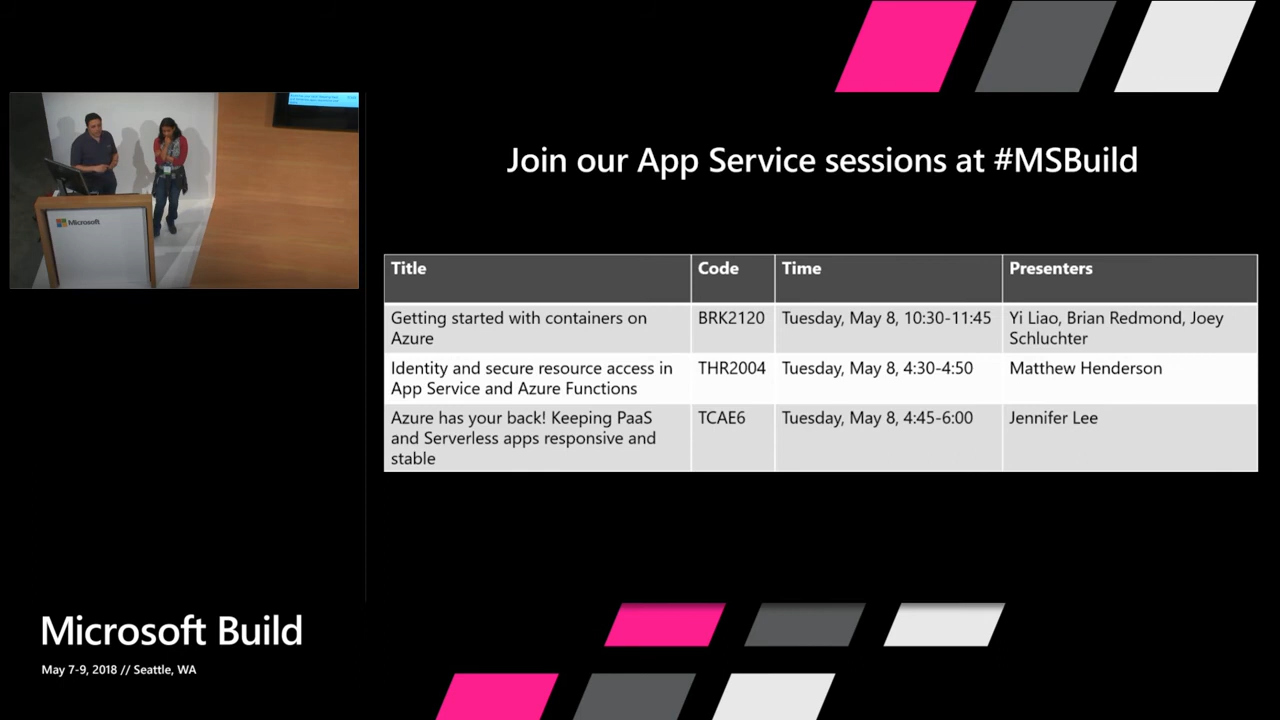 Join our App Service sessions at #MSBuild
Title Code Time Presenters
Getting started with containers on
Azure
BRK2120
Tuesday, May 8, 10:30-11:45
Yi Liao, Brian Redmond, Joey
Schluchter
Identity and secure resource access in
App Service and Azure Functions
THR2004
Tuesday, May 8, 4:30-4:50
Matthew Henderson
Azure has your back! Keeping PaaS
and Serverless apps responsive and
stable
TCAE6
Tuesday, May 8, 4:45-6:00
Jennifer Lee
Microsoft
Microsoft Build
May 7-9, 2018 // Seattle, WA